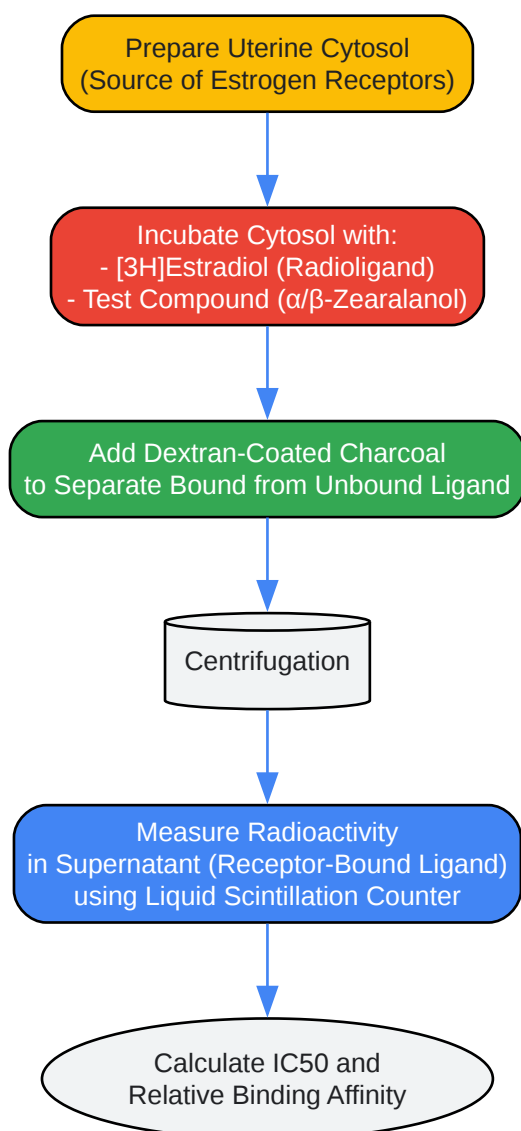 Prepare Uterine Cytosol
(Source of Estrogen Receptors)
Incubate Cytosol with:
- [3H]Estradiol (Radioligand)
- Test Compound (α/β-Zearalanol)
Add Dextran-Coated Charcoal
to Separate Bound from Unbound Ligand
Centrifugation
Measure Radioactivity
in Supernatant (Receptor-Bound Ligand)
using Liquid Scintillation Counter
Calculate IC50 and
Relative Binding Affinity